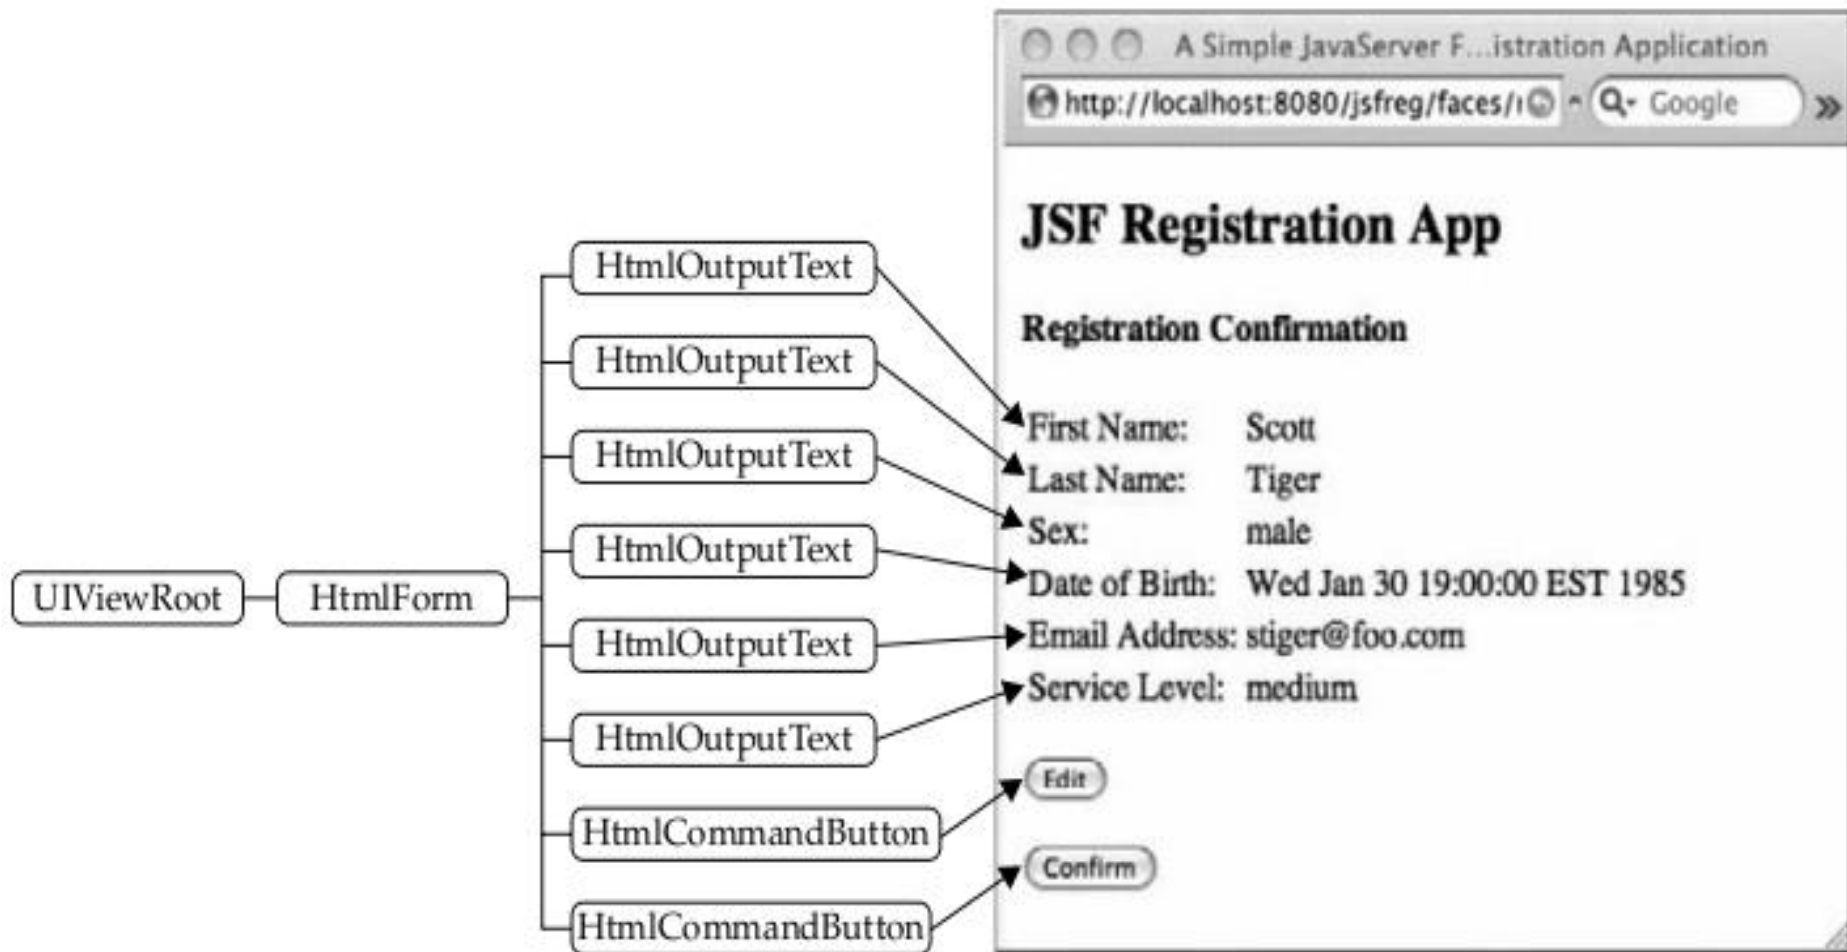 A Simple JavaServer F...istration Application
http://localhost:8080/jsfreg/faces/r
Google
JSF Registration App
Registration Confirmation
First Name: Scott
Last Name: Tiger
Sex: male
Date of Birth: Wed Jan 30 19:00:00 EST 1985
Email Address: stiger@foo.com
Service Level: medium
Edit
Confirm
UIViewRoot
HtmlForm
HtmlOutputText
HtmlOutputText
HtmlOutputText
HtmlOutputText
HtmlOutputText
HtmlOutputText
HtmlCommandButton
HtmlCommandButton